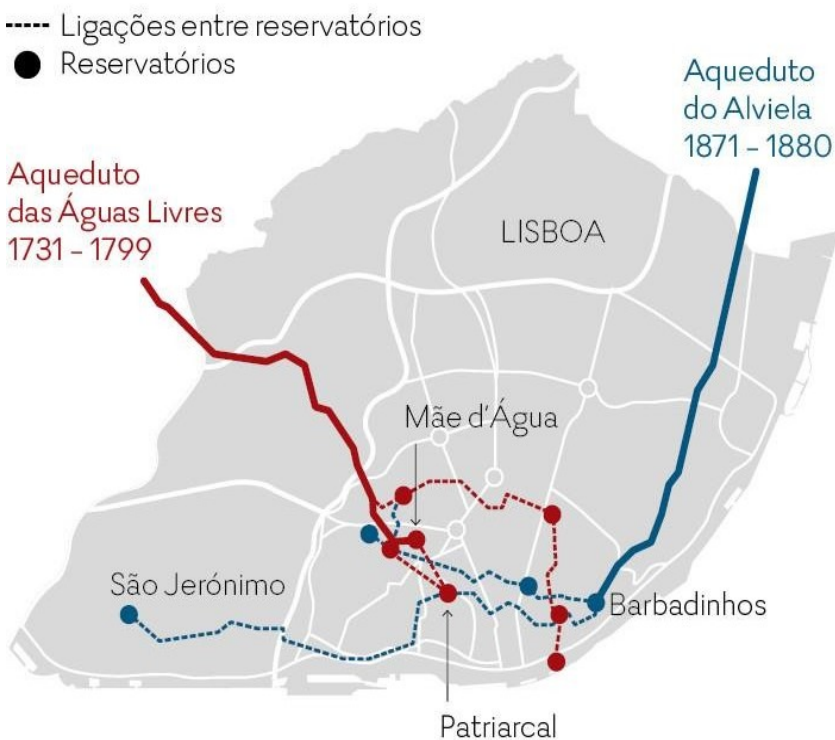 Ligações entre reservatórios
Reservatórios
Aqueduto
do Alviela
1871 – 1880
Aqueduto
das Águas Livres
1731 – 1799
LISBOA
Mãe d'Água
São Jerónimo
Barbadinhos
Patriarcal